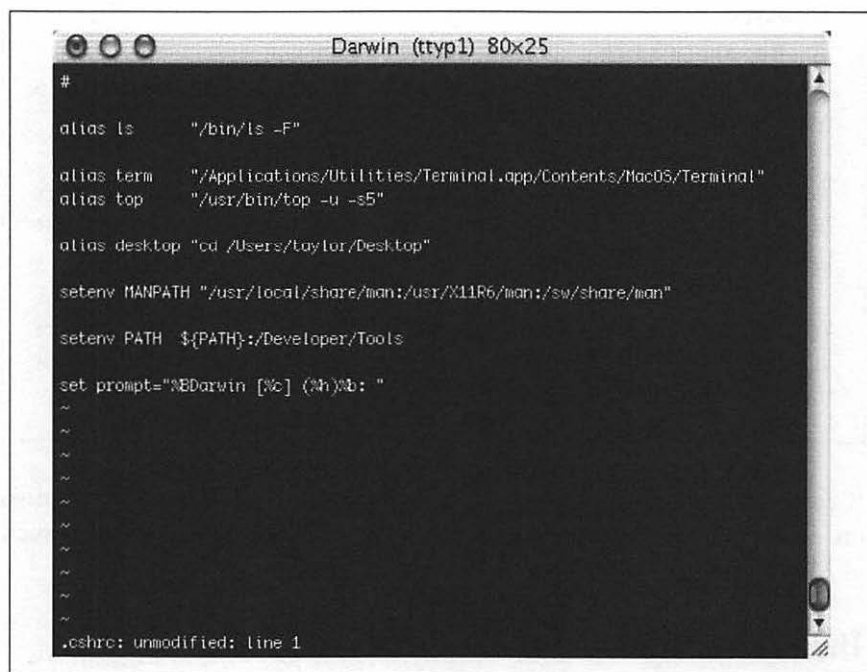 Darwin (ttyp1) 80x25
#
alias ls "/bin/ls -F"
alias term "/Applications/Utilities/Terminal.app/Contents/MacOS/Terminal"
alias top "/usr/bin/top -u -s5"
alias desktop "cd /Users/taylor/Desktop"
setenv MANPATH "/usr/local/share/man:/usr/X11R6/man:/sw/share/man"
setenv PATH ${PATH}:/Developer/Tools
set prompt="%BDarwin [%c] (%h)%b: "
~
~
~
~
~
~
~
~
~
~
.cshrc: unmodified: line 1